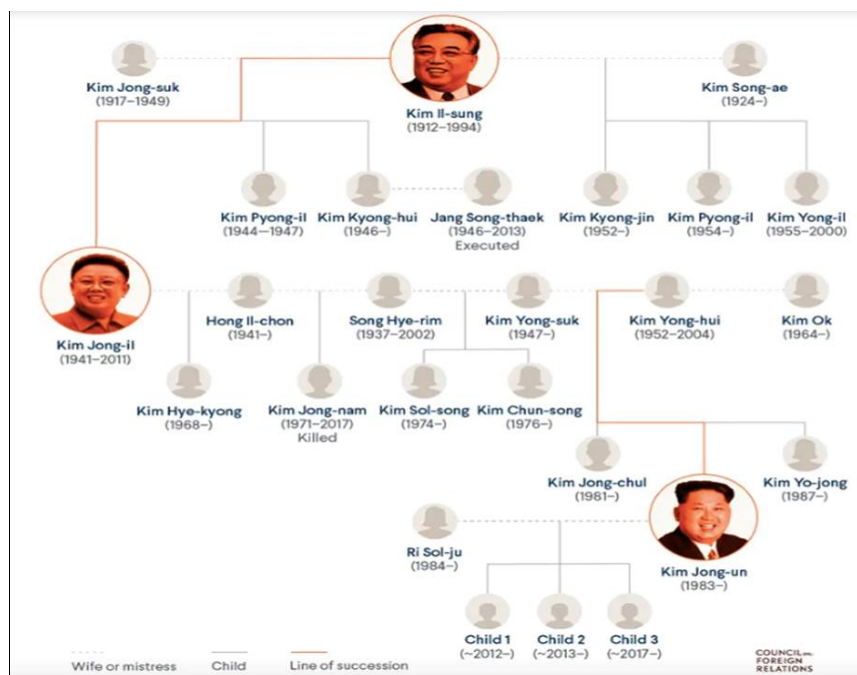 Kim Jong-suk
(1917–1949)
Kim Il-sung
(1912–1994)
Kim Song-ae
(1924–)
Kim Pyong-il
(1944–1947)
Kim Kyong-hui
(1946–)
Jang Song-thaek
(1946–2013)
Executed
Kim Kyong-jin
(1952–)
Kim Pyong-il
(1954–)
Kim Yong-il
(1955–2000)
Kim Jong-il
(1941–2011)
Hong Il-chon
(1941–)
Song Hye-rim
(1937–2002)
Kim Yong-suk
(1947–)
Kim Yong-hui
(1952–2004)
Kim Ok
(1964–)
Kim Hye-kyong
(1968–)
Kim Jong-nam
(1971–2017)
Killed
Kim Sol-song
(1974–)
Kim Chun-song
(1976–)
Kim Jong-chul
(1981–)
Kim Yo-jong
(1987–)
Ri Sol-ju
(1984–)
Kim Jong-un
(1983–)
Child 1
(~2012–)
Child 2
(~2013–)
Child 3
(~2017–)
Wife or mistress
Child
Line of succession
COUNCIL on
FOREIGN
RELATIONS